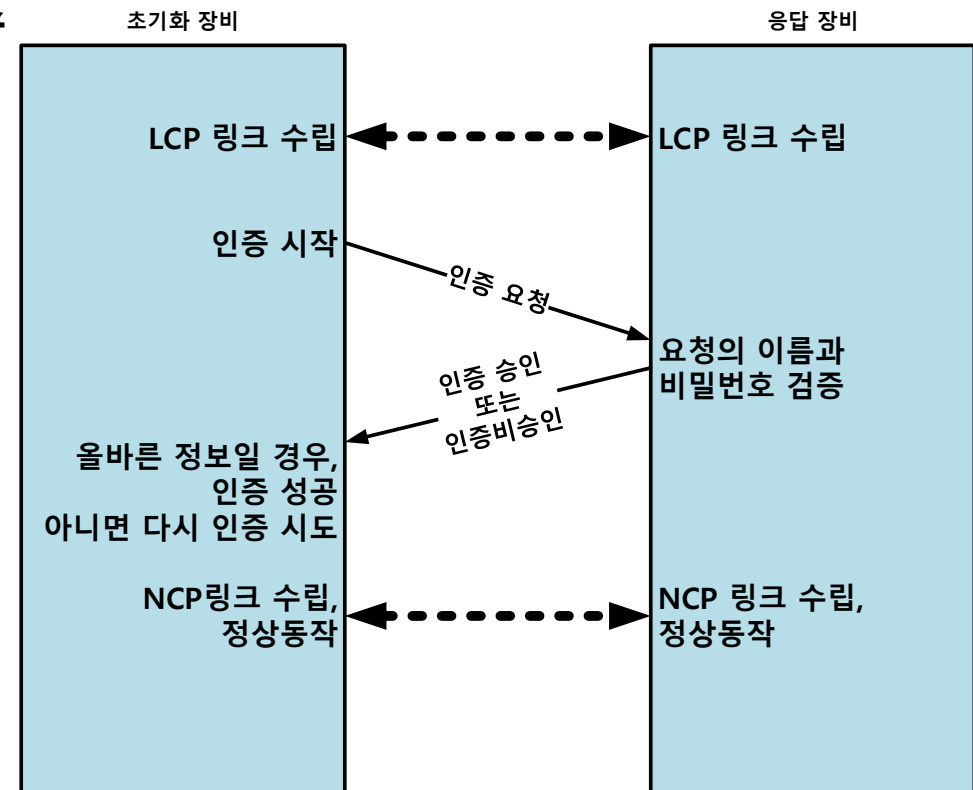 초기화 장비
응답 장비
LCP 링크 수립
LCP 링크 수립
인증 시작
인증 요청
요청의 이름과
비밀번호 검증
인증 승인
또는
인증비승인
올바른 정보일 경우,
인증 성공
아니면 다시 인증 시도
NCP링크 수립,
정상동작
NCP 링크 수립,
정상동작